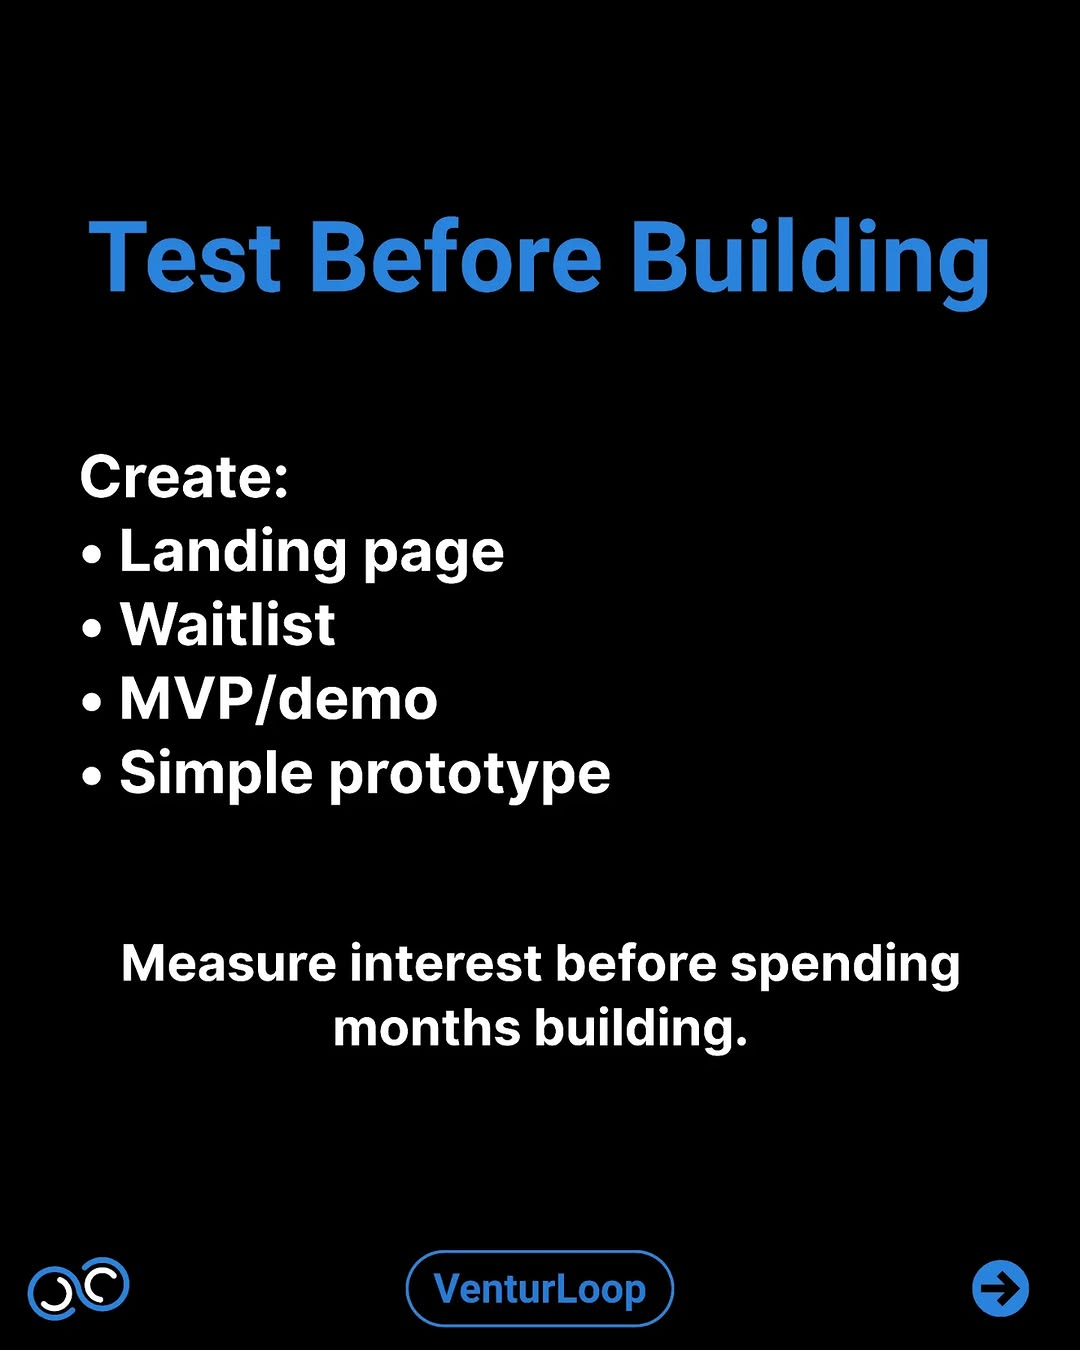 Test Before Building
Create:
• Landing page
• Waitlist
• MVP/demo
• Simple prototype
Measure interest before spending
months building.
VenturLoop